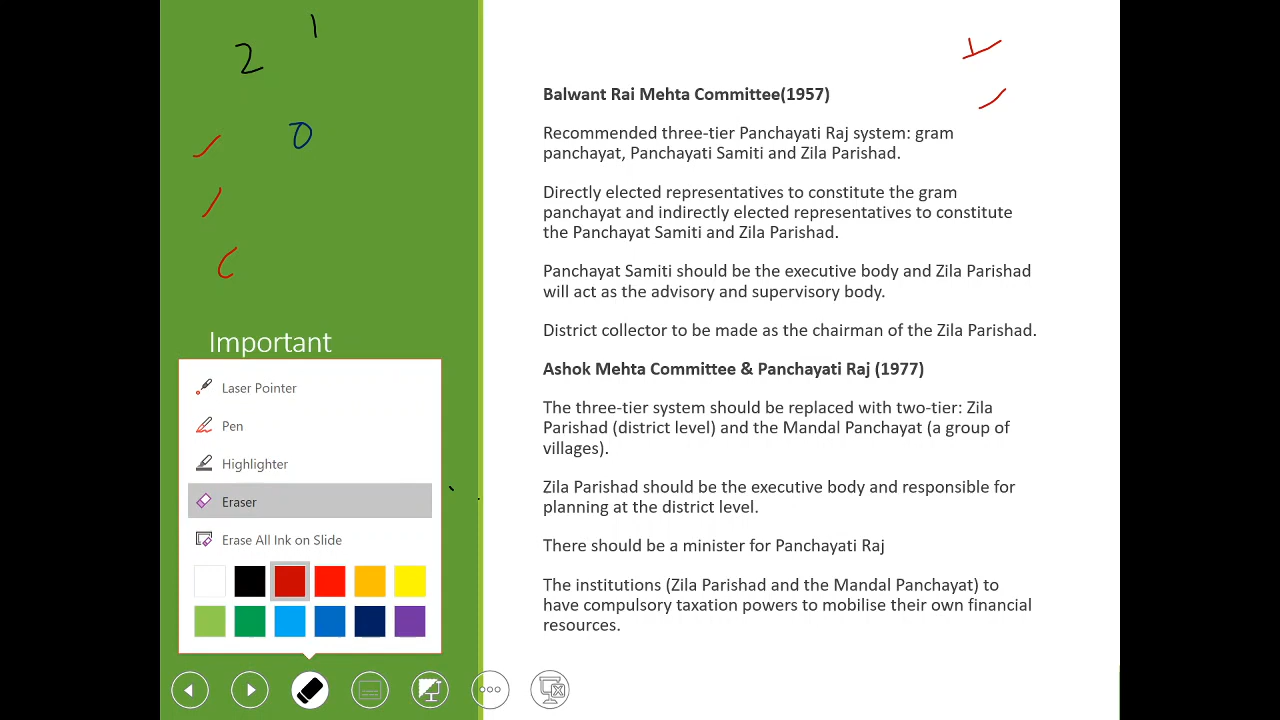 2 1
0
Important
Laser Pointer
Pen
Highlighter
Eraser
Erase All Ink on Slide
Balwant Rai Mehta Committee(1957)
Recommended three-tier Panchayati Raj system: gram
panchayat, Panchayati Samiti and Zila Parishad.
Directly elected representatives to constitute the gram
panchayat and indirectly elected representatives to constitute
the Panchayat Samiti and Zila Parishad.
Panchayat Samiti should be the executive body and Zila Parishad
will act as the advisory and supervisory body.
District collector to be made as the chairman of the Zila Parishad.
Ashok Mehta Committee & Panchayati Raj (1977)
The three-tier system should be replaced with two-tier: Zila
Parishad (district level) and the Mandal Panchayat (a group of
villages).
Zila Parishad should be the executive body and responsible for
planning at the district level.
There should be a minister for Panchayati Raj
The institutions (Zila Parishad and the Mandal Panchayat) to
have compulsory taxation powers to mobilise their own financial
resources.